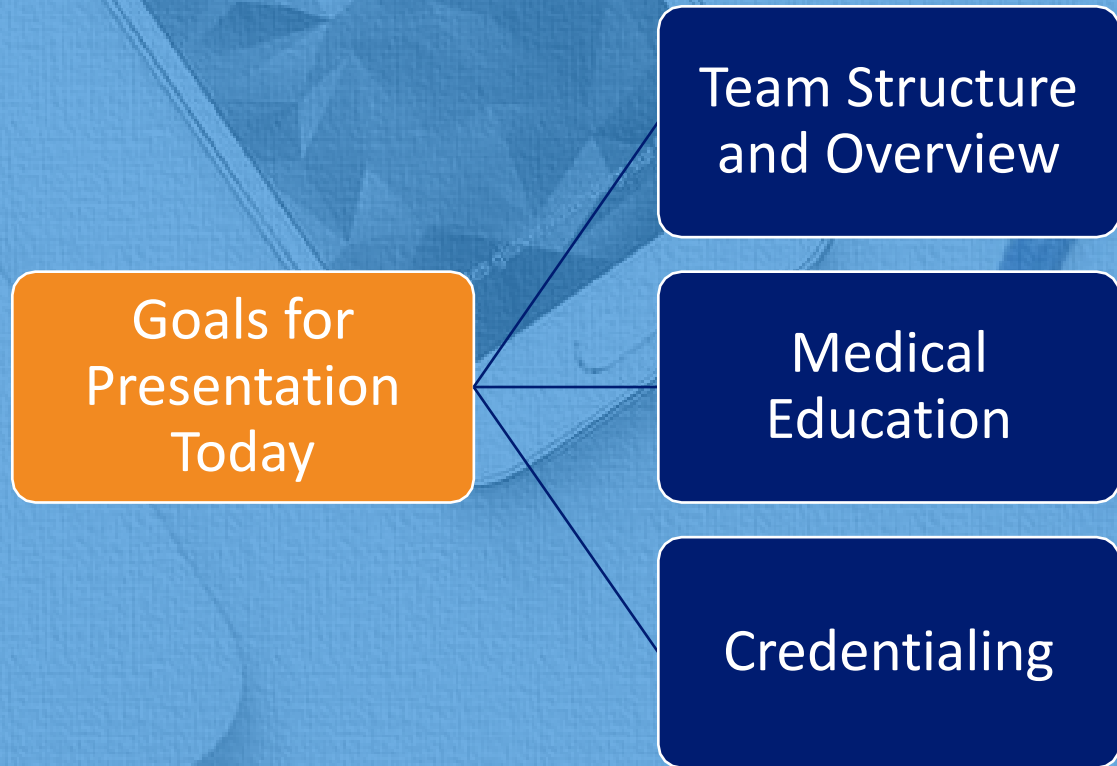 Goals for
Presentation
Today
Team Structure
and Overview
Medical
Education
Credentialing